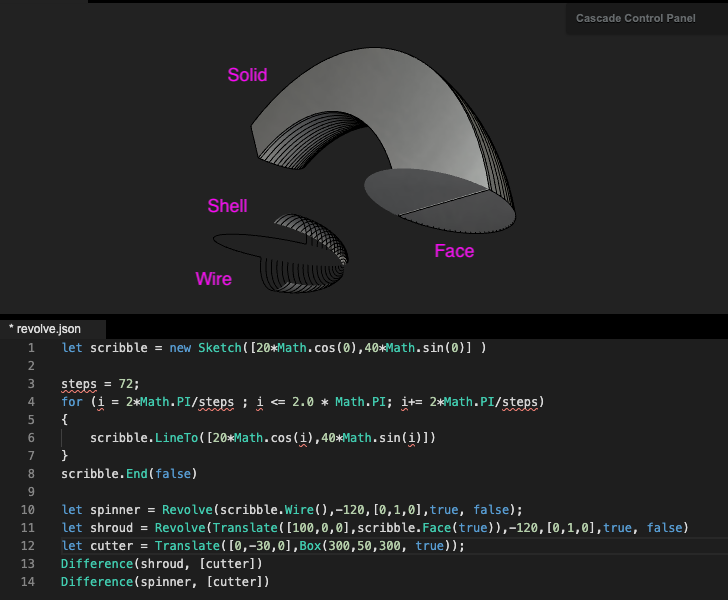 Cascade Control Panel
Solid
Shell
Face
Wire
* revolve.json
1 let scribble = new Sketch([20*Math.cos(0),40*Math.sin(0)] )
2
3 steps = 72;
4 for (i = 2*Math.PI/steps ; i <= 2.0 * Math.PI; i+= 2*Math.PI/steps)
5 {
6 scribble.LineTo([20*Math.cos(i),40*Math.sin(i)])
7 }
8 scribble.End(false)
9
10 let spinner = Revolve(scribble.Wire(),-120,[0,1,0],true, false);
11 let shroud = Revolve(Translate([100,0,0],scribble.Face(true)),-120,[0,1,0],true, false)
12 let cutter = Translate([0,-30,0],Box(300,50,300, true));
13 Difference(shroud, [cutter])
14 Difference(spinner, [cutter])